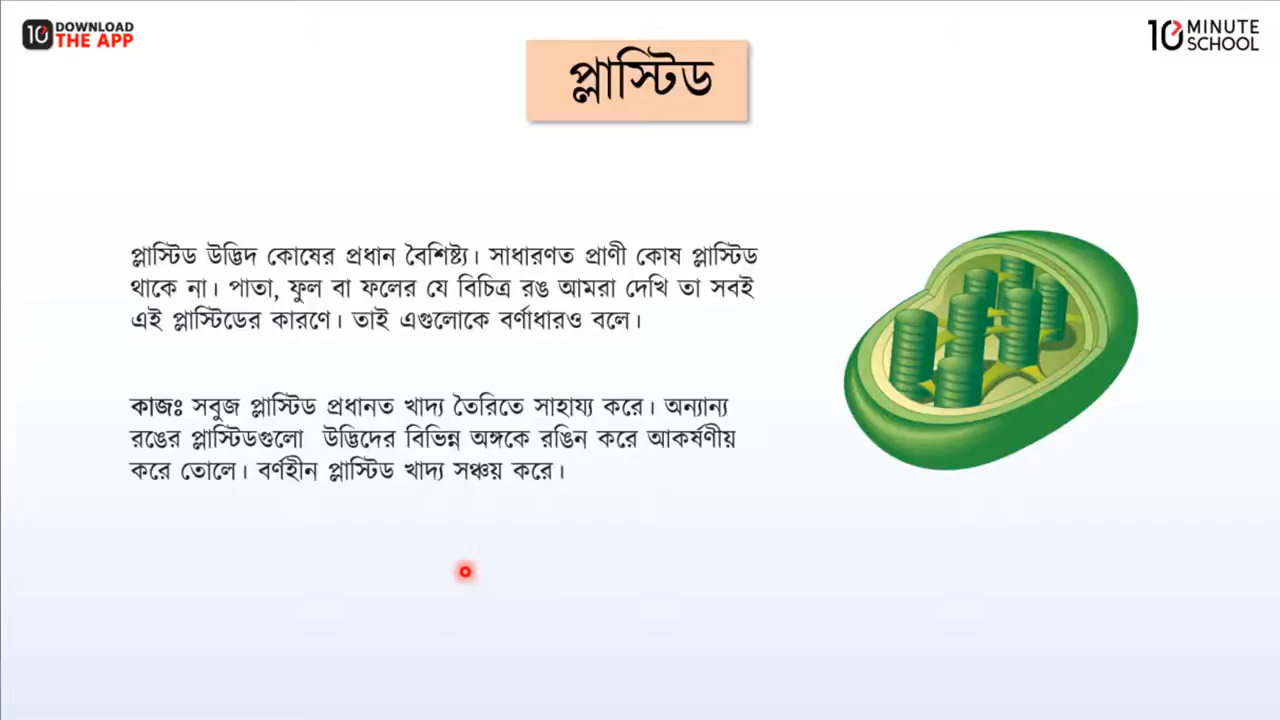 DOWNLOAD
THE APP
10 MINUTE
SCHOOL
প্লাস্টিড
প্লাস্টিড উদ্ভিদ কোষের প্রধান বৈশিষ্ট্য। সাধারণত প্রাণী কোষ প্লাস্টিড
থাকে না। পাতা, ফুল বা ফলের যে বিচিত্র রঙ আমরা দেখি তা সবই
এই প্লাস্টিডের কারণে। তাই এগুলোকে বর্ণাধারও বলে।
কাজঃ সবুজ প্লাস্টিড প্রধানত খাদ্য তৈরিতে সাহায্য করে। অন্যান্য
রঙের প্লাস্টিডগুলো উদ্ভিদের বিভিন্ন অঙ্গকে রঙিন করে আকর্ষণীয়
করে তোলে। বর্ণহীন প্লাস্টিড খাদ্য সঞ্চয় করে।